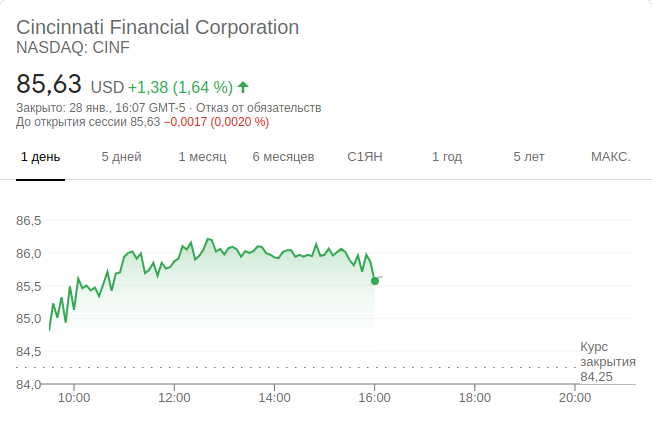 Cincinnati Financial Corporation
NASDAQ: CINF
85,63 USD +1,38 (1,64 %)
Закрыто: 28 янв., 16:07 GMT-5 · Отказ от обязательств
До открытия сессии 85,63 −0,0017 (0,0020 %)
1 день 5 дней 1 месяц 6 месяцев С1ЯН 1 год 5 лет МАКС.
86,5
86,0
85,5
85,0
84,5
Курс
закрытия
84,25
84,0
10:00 12:00 14:00 16:00 18:00 20:00